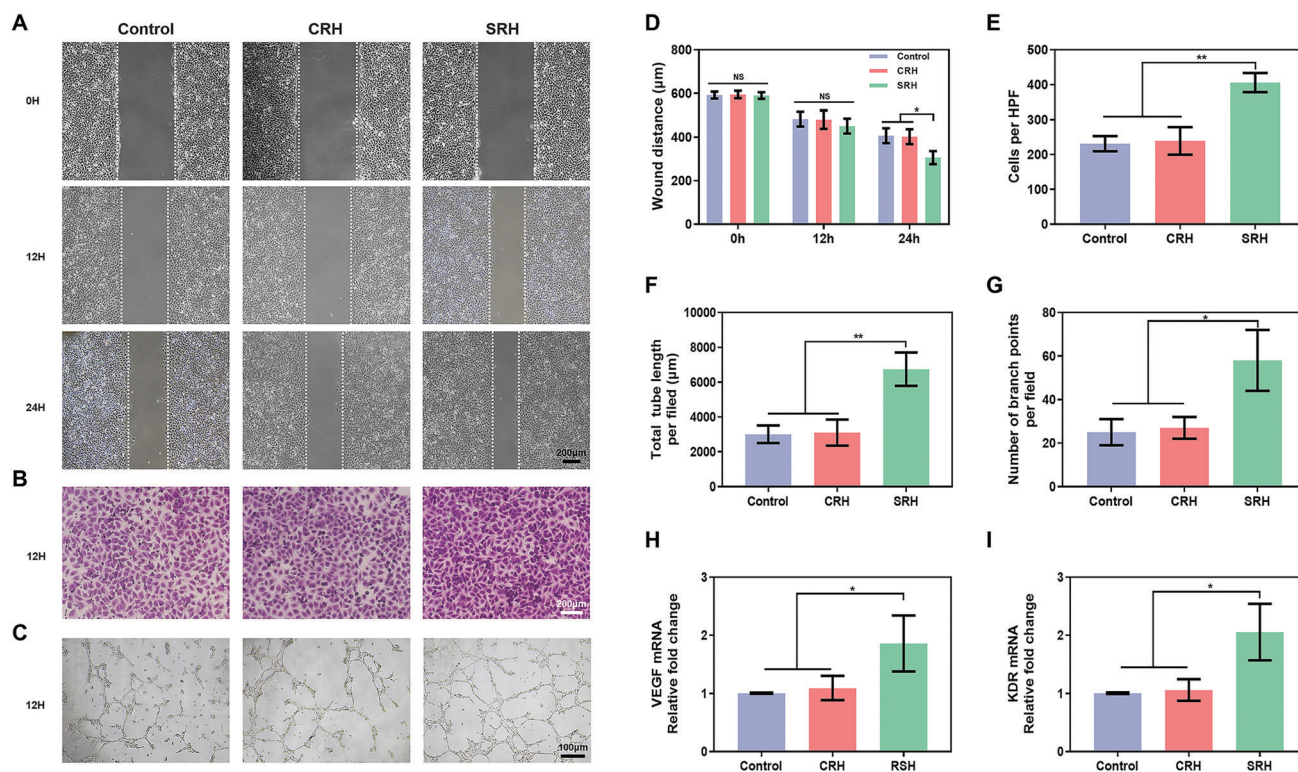 A
Control
CRH
SRH
0H
12H
24H
200μm
B
12H
200μm
C
12H
100μm
D
Wound distance (μm)
800
600
400
200
0
NS
NS
*
Control
CRH
SRH
0h
12h
24h
E
Cells per HPF
500
400
300
200
100
0
**
Control
CRH
SRH
F
Total tube length
per filed (μm)
10000
8000
6000
4000
2000
0
**
Control
CRH
SRH
G
Number of branch points
per field
80
60
40
20
0
*
Control
CRH
SRH
H
VEGF mRNA
Relative fold change
3
2
1
0
*
Control
CRH
RSH
I
KDR mRNA
Relative fold change
3
2
1
0
*
Control
CRH
SRH